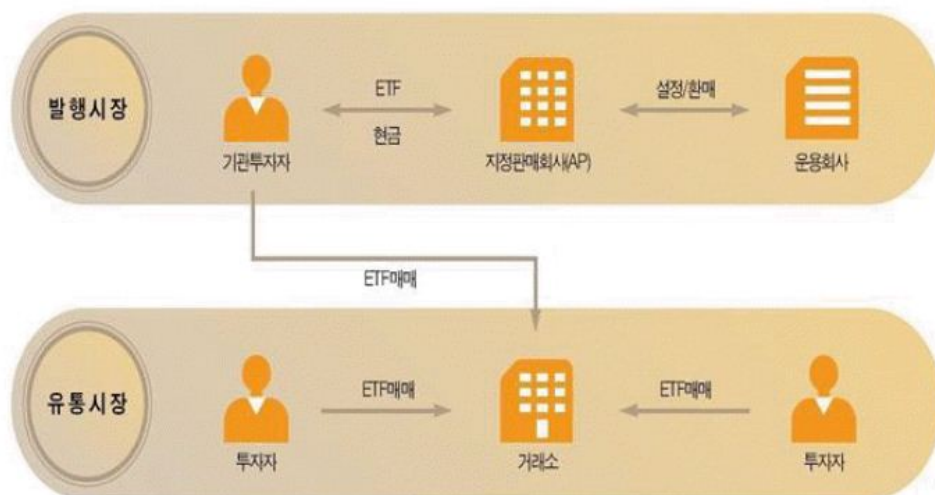 발행시장
ETF
현금
설정/환매
기관투자자
지정판매회사(AP)
운용회사
ETF매매
유통시장
ETF매매
ETF매매
투자자
거래소
투자자